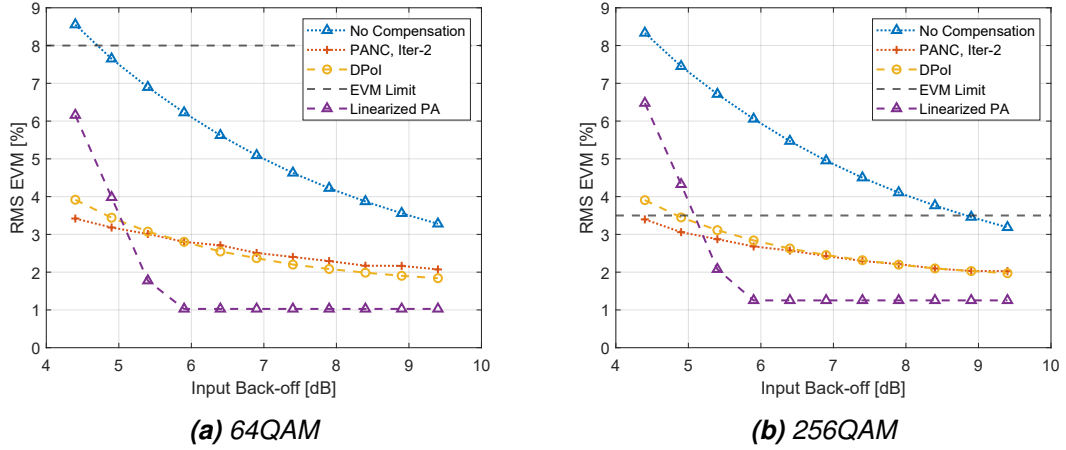 No Compensation
PANC, Iter-2
DPoI
EVM Limit
Linearized PA
RMS EVM [%]
9
8
7
6
5
4
3
2
1
0
4 5 6 7 8 9 10
Input Back-off [dB]
(a) 64QAM
No Compensation
PANC, Iter-2
DPoI
EVM Limit
Linearized PA
RMS EVM [%]
9
8
7
6
5
4
3
2
1
0
4 5 6 7 8 9 10
Input Back-off [dB]
(b) 256QAM